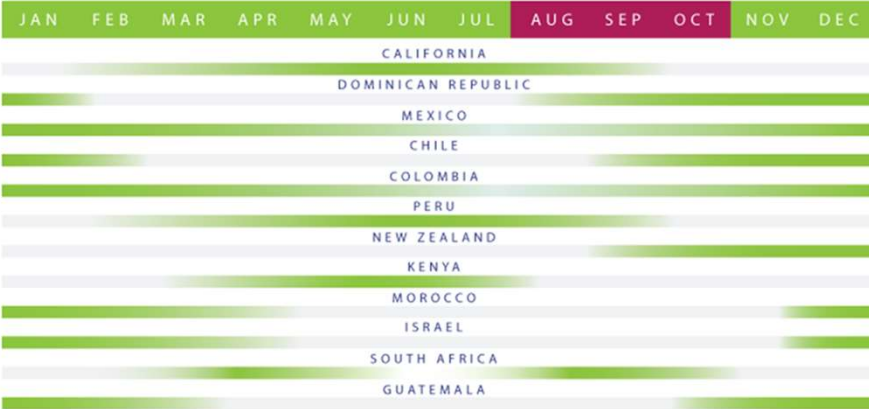 JAN FEB MAR APR MAY JUN JUL AUG SEP OCT NOV DEC
CALIFORNIA
DOMINICAN REPUBLIC
MEXICO
CHILE
COLOMBIA
PERU
NEW ZEALAND
KENYA
MOROCCO
ISRAEL
SOUTH AFRICA
GUATEMALA